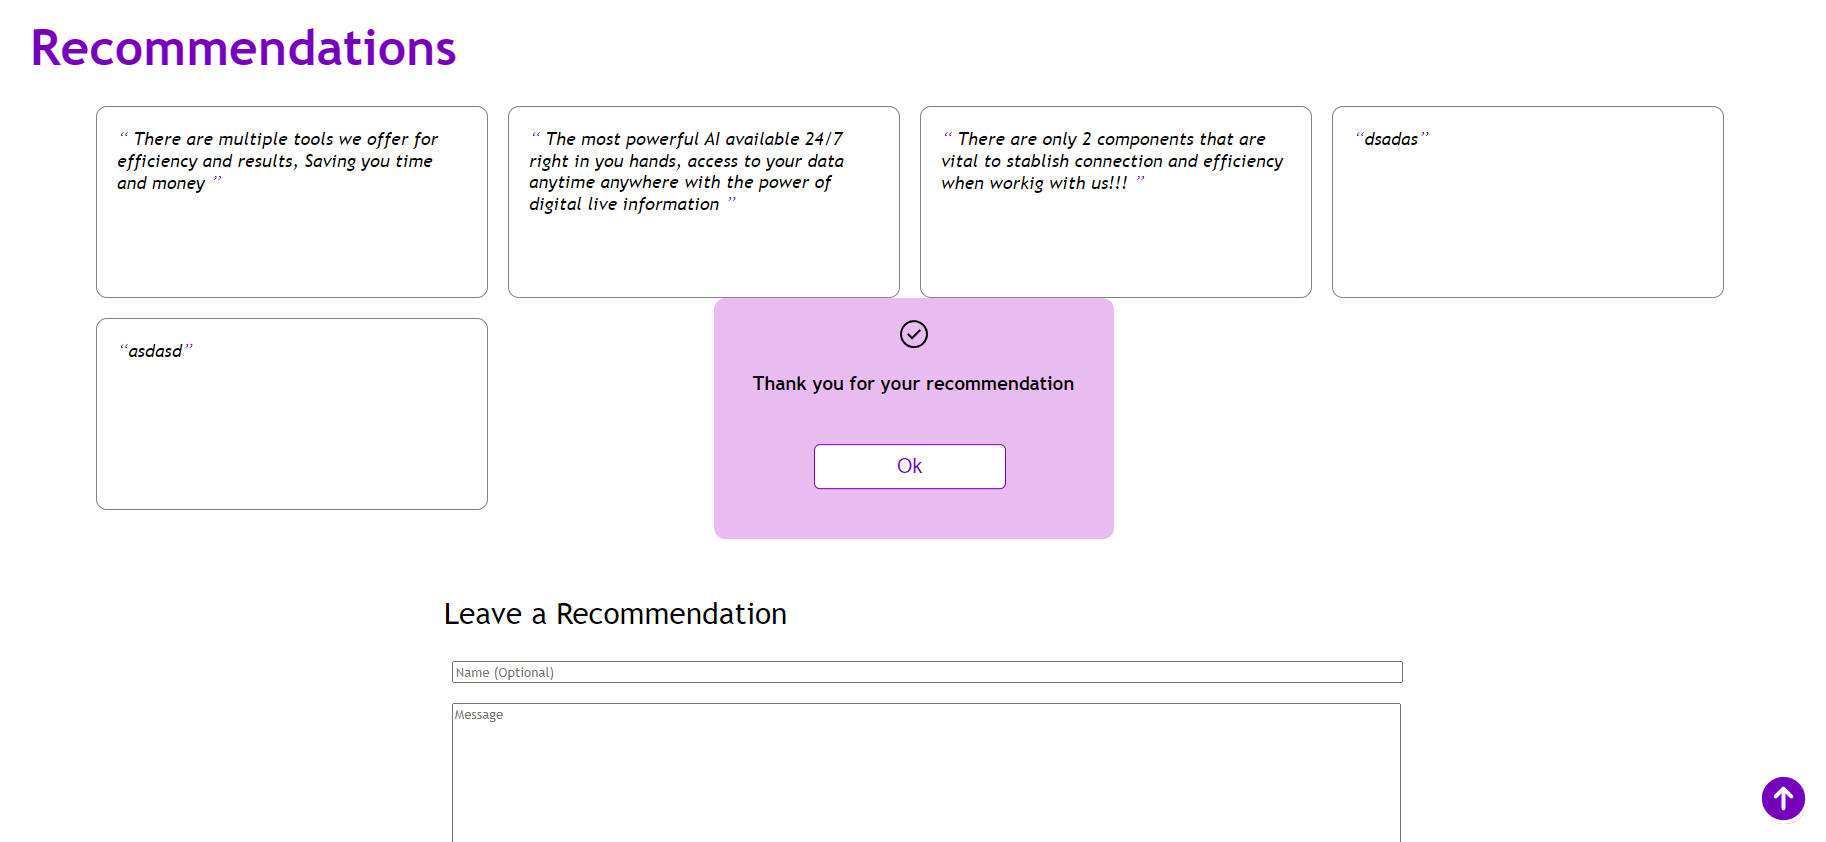 Recommendations
“ There are multiple tools we offer for
efficiency and results, Saving you time
and money ”
“ The most powerful AI available 24/7
right in you hands, access to your data
anytime anywhere with the power of
digital live information ”
“ There are only 2 components that are
vital to stablish connection and efficiency
when workig with us!!! ”
“dsadas”
“asdasd”
Thank you for your recommendation
Ok
Leave a Recommendation
Name (Optional)
Message